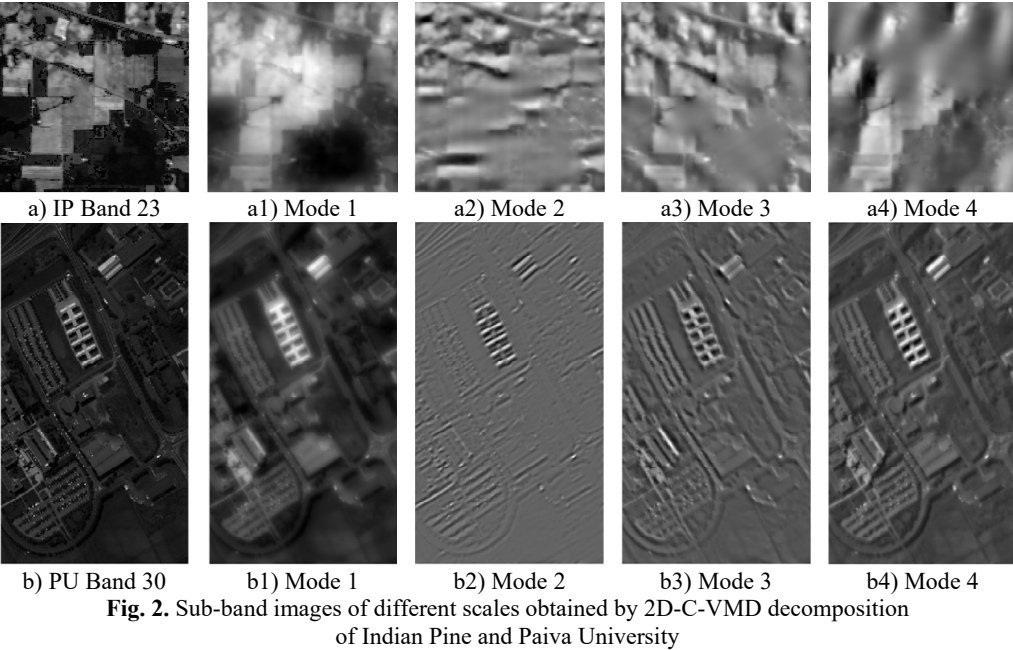 a) IP Band 23
a1) Mode 1
a2) Mode 2
a3) Mode 3
a4) Mode 4
b) PU Band 30
b1) Mode 1
b2) Mode 2
b3) Mode 3
b4) Mode 4
Fig. 2. Sub-band images of different scales obtained by 2D-C-VMD decomposition
of Indian Pine and Paiva University